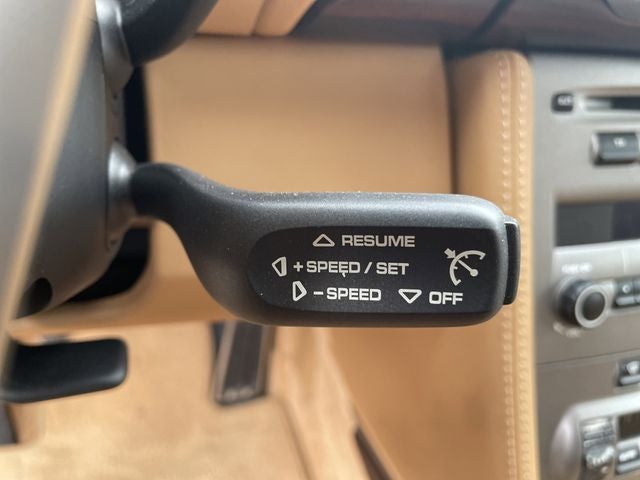 RESUME
+ SPEED / SET
- SPEED OFF